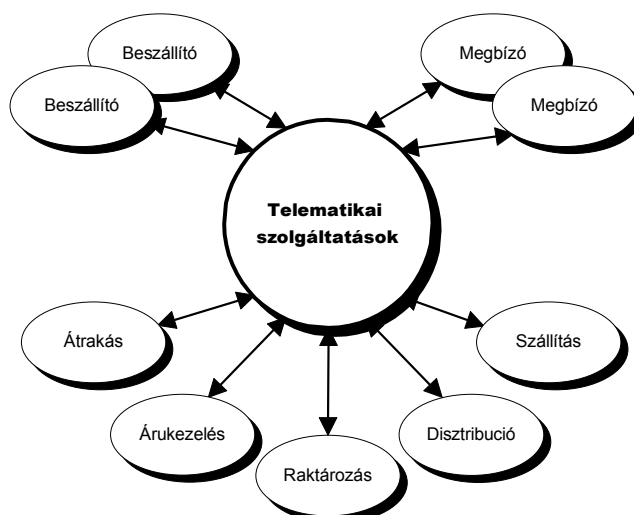 Beszállító
Megbízó
Beszállító
Megbízó
Telematikai
szolgáltatások
Átrakás
Szállítás
Árukezelés
Disztribució
Raktározás